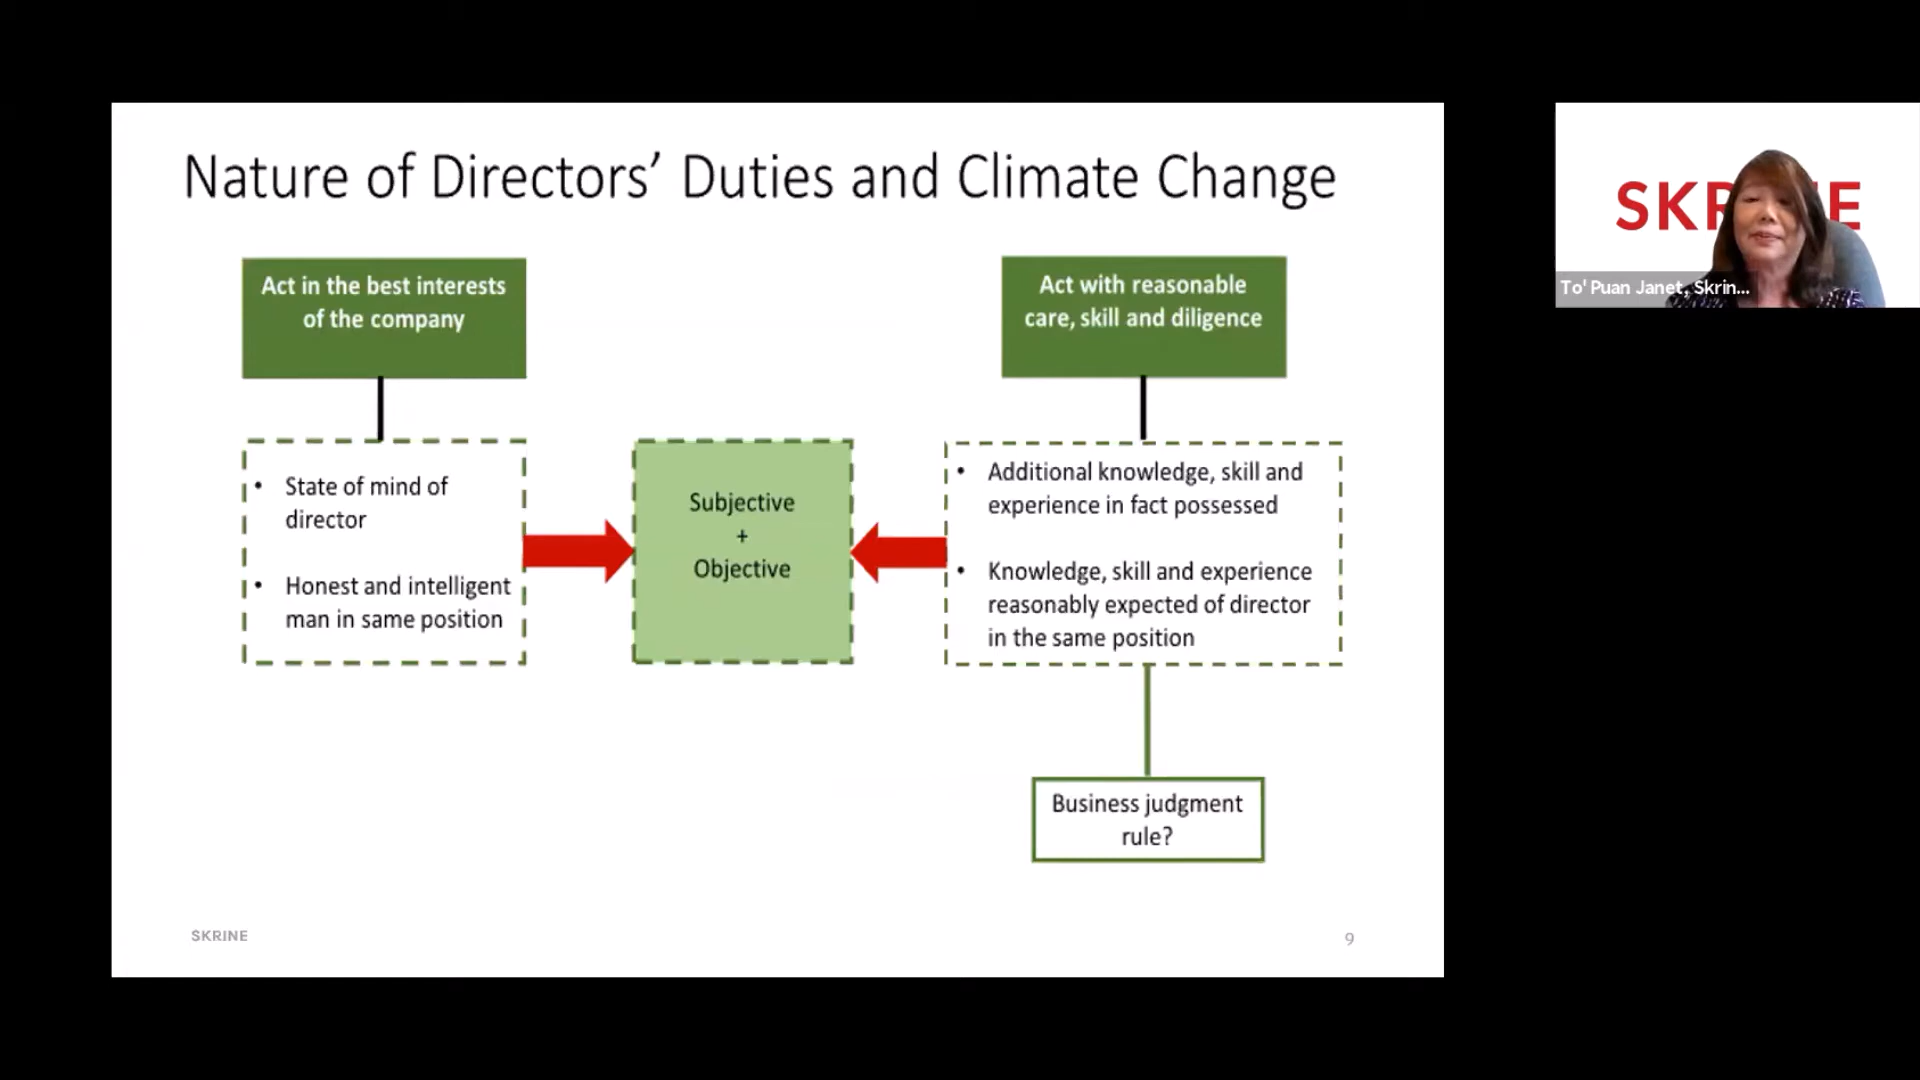 Nature of Directors’ Duties and Climate Change
Act in the best interests
of the company
Act with reasonable
care, skill and diligence
• State of mind of
director
• Honest and intelligent
man in same position
Subjective
+
Objective
• Additional knowledge, skill and
experience in fact possessed
• Knowledge, skill and experience
reasonably expected of director
in the same position
Business judgment
rule?
SKRINE
9
SKR E
To' Puan Janet, Skrin...